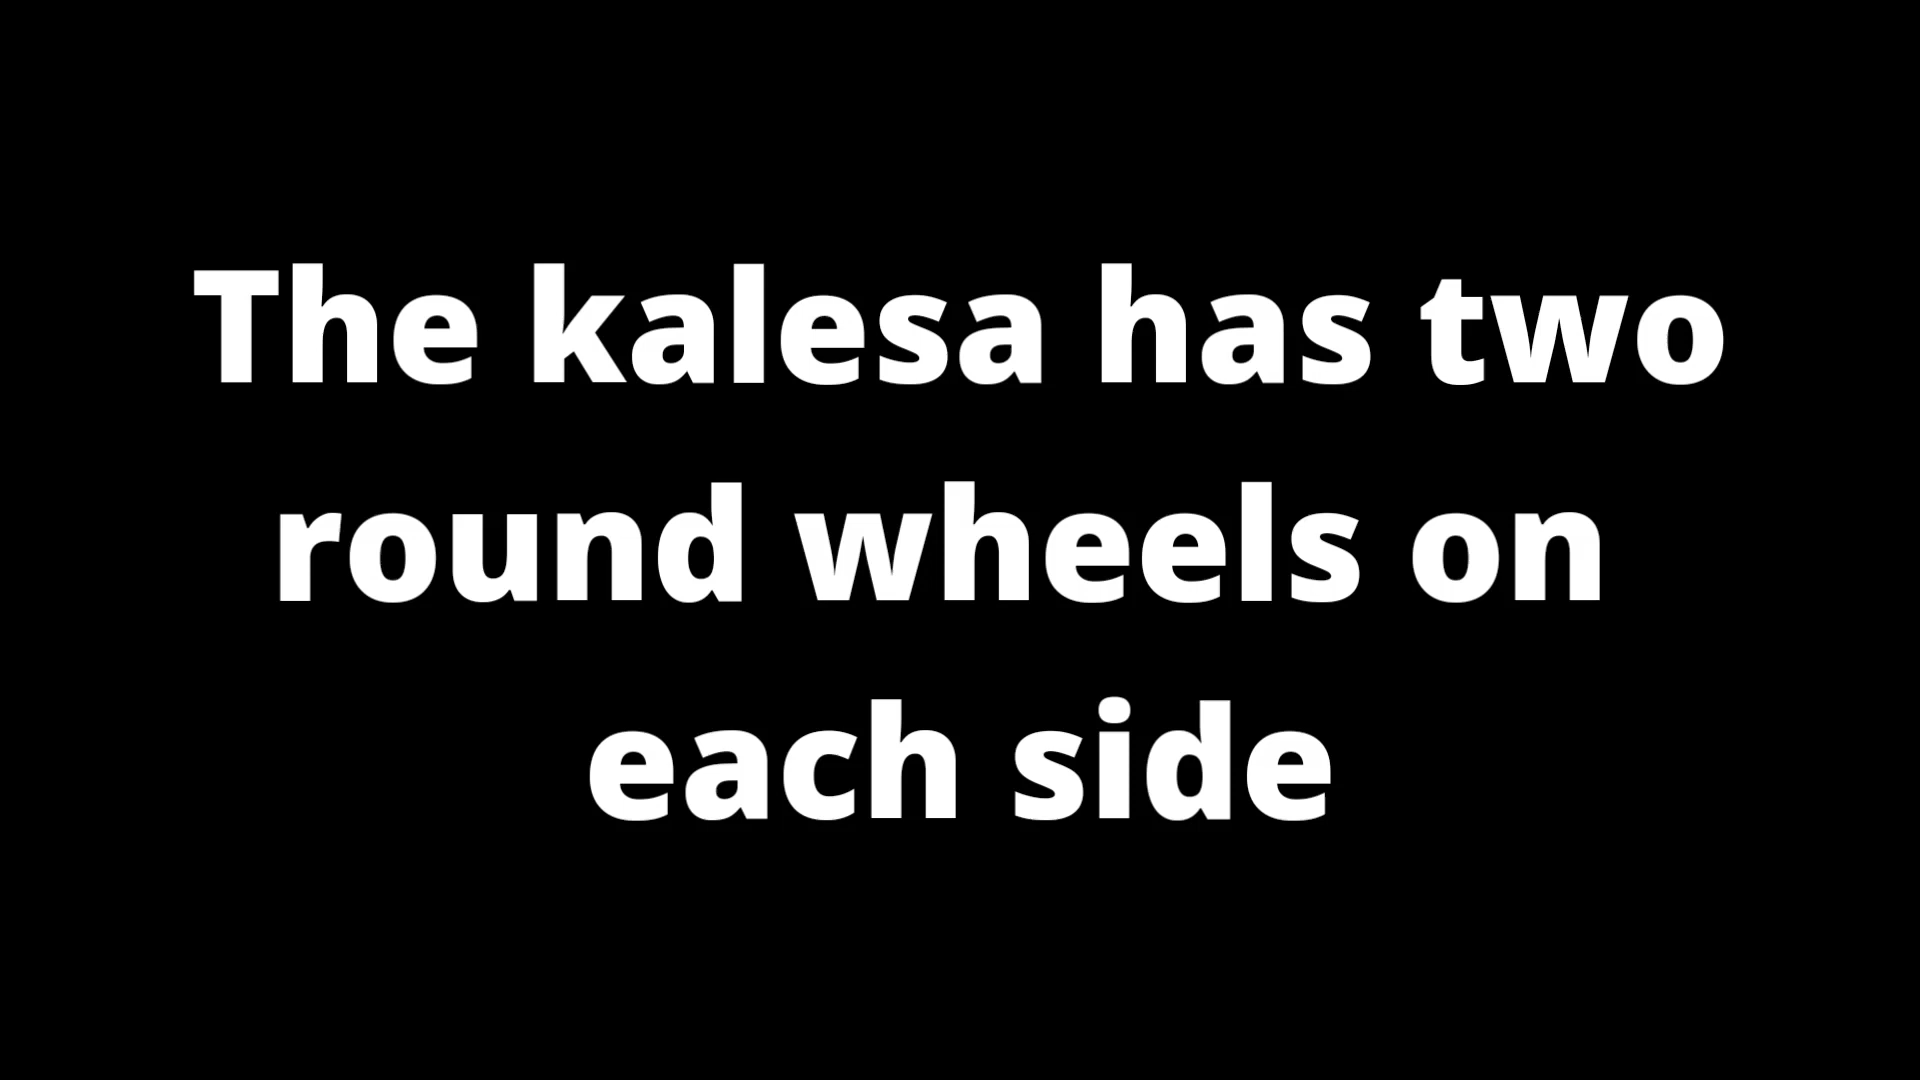 The kalesa has two
round wheels on
each side